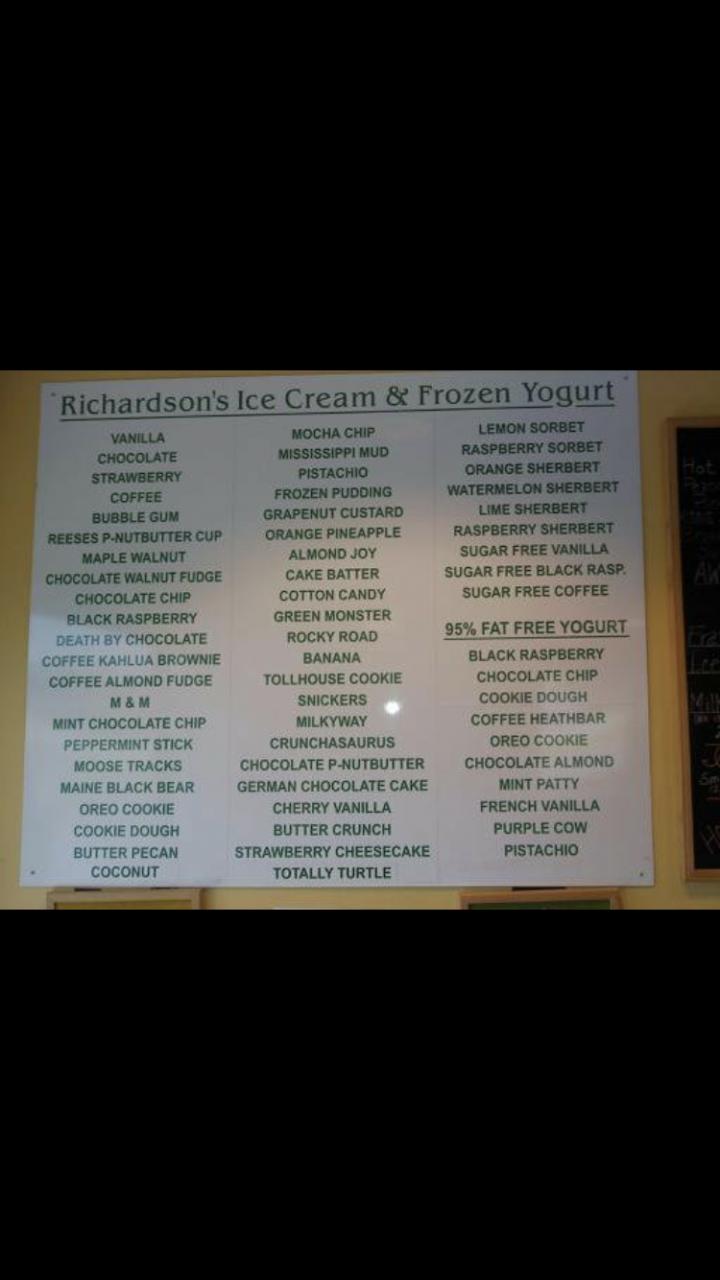 Richardson's Ice Cream & Frozen Yogurt
VANILLA
CHOCOLATE
STRAWBERRY
COFFEE
BUBBLE GUM
REESES P-NUTBUTTER CUP
MAPLE WALNUT
CHOCOLATE WALNUT FUDGE
CHOCOLATE CHIP
BLACK RASPBERRY
DEATH BY CHOCOLATE
COFFEE KAHLUA BROWNIE
COFFEE ALMOND FUDGE
M & M
MINT CHOCOLATE CHIP
PEPPERMINT STICK
MOOSE TRACKS
MAINE BLACK BEAR
OREO COOKIE
COOKIE DOUGH
BUTTER PECAN
COCONUT
MOCHA CHIP
MISSISSIPPI MUD
PISTACHIO
FROZEN PUDDING
GRAPENUT CUSTARD
ORANGE PINEAPPLE
ALMOND JOY
CAKE BATTER
COTTON CANDY
GREEN MONSTER
ROCKY ROAD
BANANA
TOLLHOUSE COOKIE
SNICKERS
MILKYWAY
CRUNCHASAURUS
CHOCOLATE P-NUTBUTTER
GERMAN CHOCOLATE CAKE
CHERRY VANILLA
BUTTER CRUNCH
STRAWBERRY CHEESECAKE
TOTALLY TURTLE
LEMON SORBET
RASPBERRY SORBET
ORANGE SHERBERT
WATERMELON SHERBERT
LIME SHERBERT
RASPBERRY SHERBERT
SUGAR FREE VANILLA
SUGAR FREE BLACK RASP.
SUGAR FREE COFFEE
95% FAT FREE YOGURT
BLACK RASPBERRY
CHOCOLATE CHIP
COOKIE DOUGH
COFFEE HEATHBAR
OREO COOKIE
CHOCOLATE ALMOND
MINT PATTY
FRENCH VANILLA
PURPLE COW
PISTACHIO
Hot